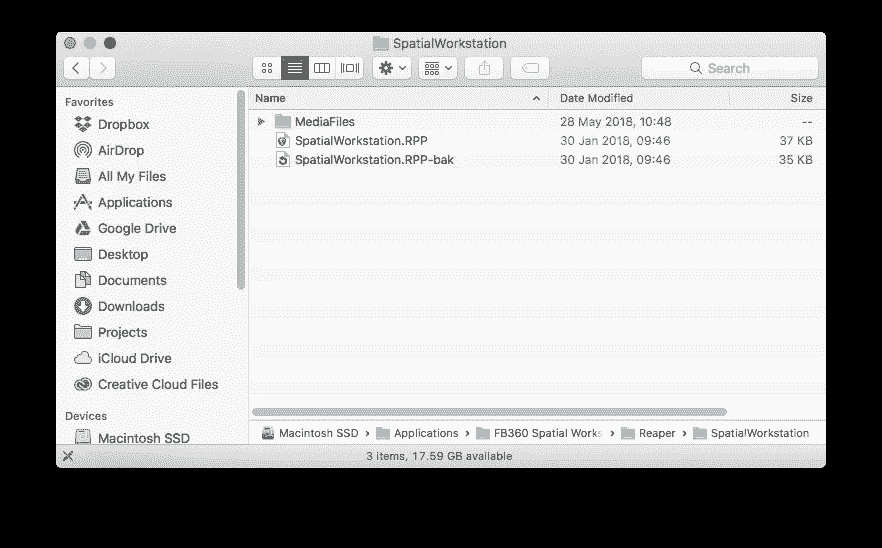 SpatialWorkstation
Search
Favorites
Dropbox
AirDrop
All My Files
Applications
Google Drive
Desktop
Documents
Downloads
Projects
iCloud Drive
Creative Cloud Files
Devices
Macintosh SSD
Name Date Modified Size
MediaFiles 28 May 2018, 10:48 --
SpatialWorkstation.RPP 30 Jan 2018, 09:46 37 KB
SpatialWorkstation.RPP-bak 30 Jan 2018, 09:46 35 KB
Macintosh SSD › Applications › FB360 Spatial Works › Reaper › SpatialWorkstation
3 items, 17.59 GB available